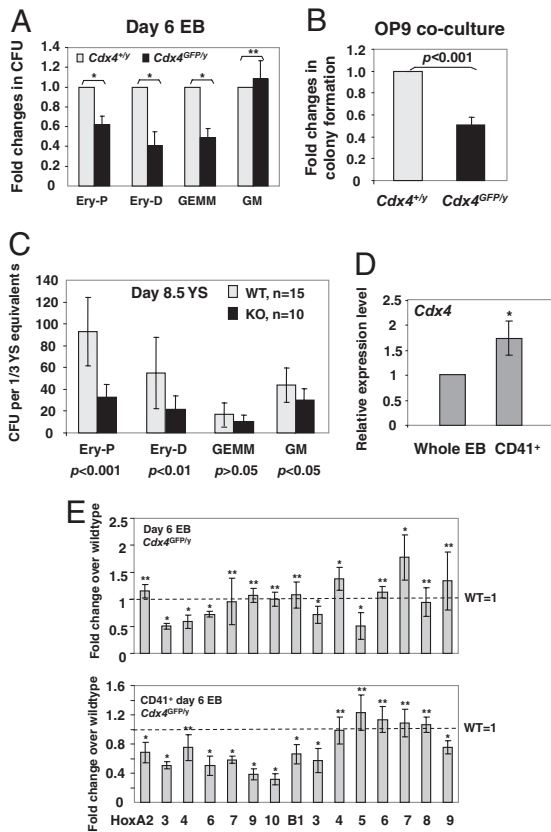 A
Day 6 EB
Fold changes in CFU
1.4
1.2
1.0
0.8
0.6
0.4
0.2
0
Cdx4+/y Cdx4GFP/y
* * * **
Ery-P Ery-D GEMM GM
B
OP9 co-culture
Fold changes in
colony formation
1.2
1.0
0.8
0.6
0.4
0.2
0
p<0.001
Cdx4+/y Cdx4GFP/y
C
CFU per 1/3 YS equivalents
140
120
100
80
60
40
20
0
Day 8.5 YS
WT, n=15
KO, n=10
Ery-P Ery-D GEMM GM
p<0.001 p<0.01 p>0.05 p<0.05
D
Relative expression level
2.5
2
1.5
1
0.5
0
Cdx4
*
Whole EB CD41+
E
Fold change over wildtype
2.5
2
1.5
1
0.5
0
Day 6 EB
Cdx4GFP/y
** * * * ** ** ** ** * * * ** * ** **
WT=1
Fold change over wildtype
1.6
1.2
0.8
0.4
0
CD41+ day 6 EB
Cdx4GFP/y
* * ** * * * * * * ** ** ** ** ** *
WT=1
HoxA2 3 4 6 7 9 10 B1 3 4 5 6 7 8 9